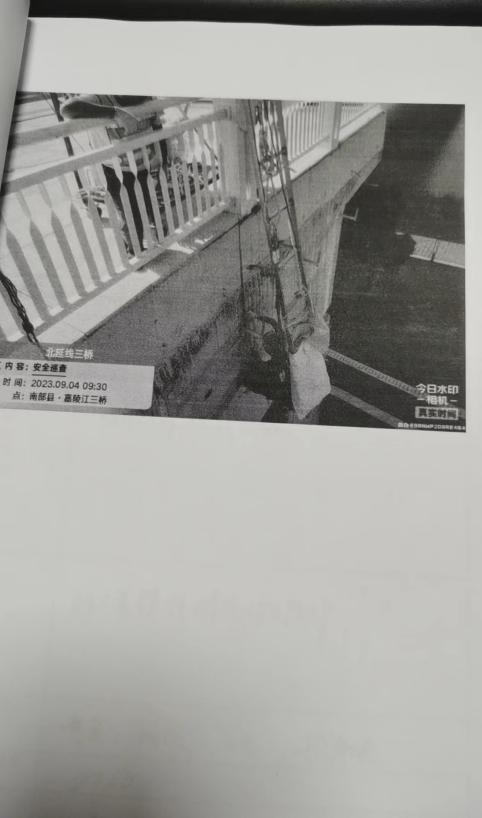 北延线三桥
内 容：安全巡查
时 间：2023.09.04 09:30
点：南部县·嘉陵江三桥
今日水印
-相机-
真实时间